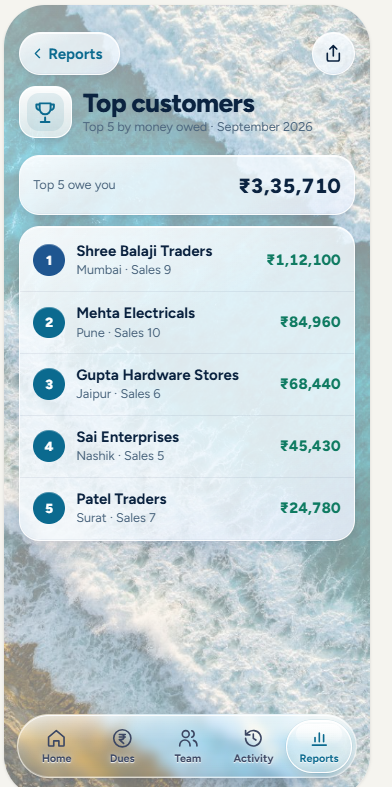 Reports
Top customers
Top 5 by money owed · September 2026
Top 5 owe you ₹3,35,710
1 Shree Balaji Traders ₹1,12,100
Mumbai · Sales 9
2 Mehta Electricals ₹84,960
Pune · Sales 10
3 Gupta Hardware Stores ₹68,440
Jaipur · Sales 6
4 Sai Enterprises ₹45,430
Nashik · Sales 5
5 Patel Traders ₹24,780
Surat · Sales 7
Home Dues Team Activity Reports